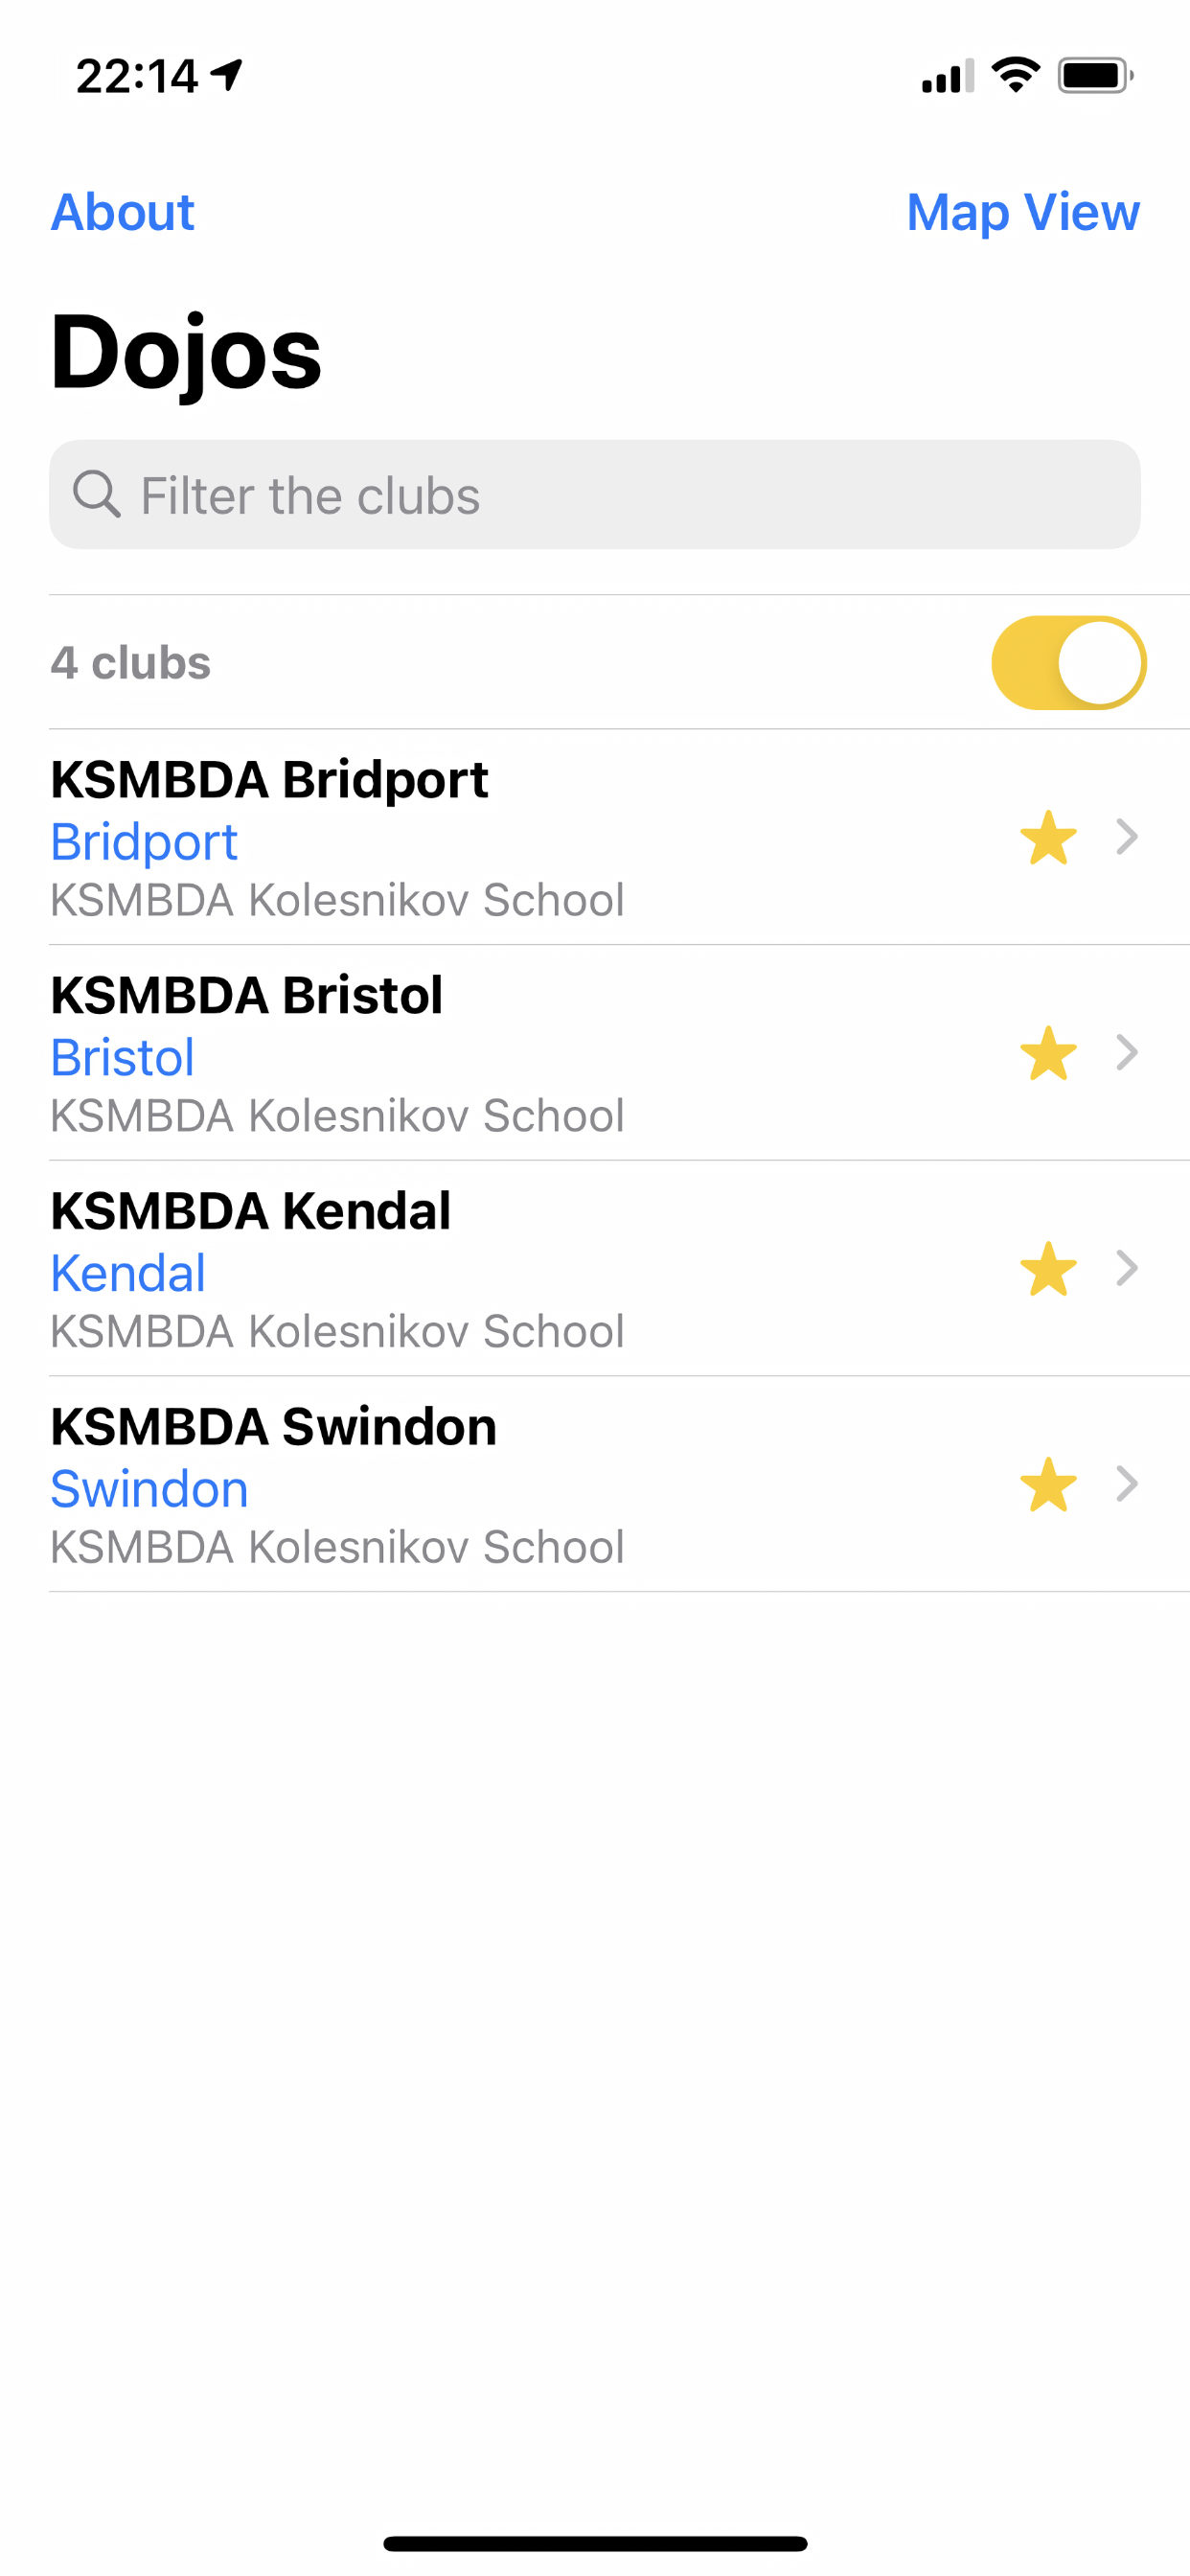 22:14
About Map View
Dojos
Filter the clubs
4 clubs
KSMBDA Bridport
Bridport
KSMBDA Kolesnikov School
KSMBDA Bristol
Bristol
KSMBDA Kolesnikov School
KSMBDA Kendal
Kendal
KSMBDA Kolesnikov School
KSMBDA Swindon
Swindon
KSMBDA Kolesnikov School